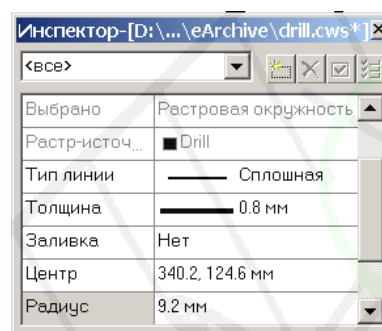 Инспектор-[D:\...\eArchive\drill.cws*]
<все>
Выбрано Растровая окружность
Растр-источ... Drill
Тип линии Сплошная
Толщина 0.8 мм
Заливка Нет
Центр 340.2, 124.6 мм
Радиус 9.2 мм